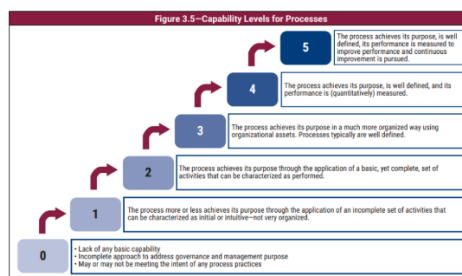 Figure 3.5—Capability Levels for Processes
5
The process achieves its purpose, is well
defined, its performance is measured to
improve performance and continuous
improvement is pursued.
4
The process achieves its purpose, is well defined, and its
performance is (quantitatively) measured.
3
The process achieves its purpose in a much more organized way using
organizational assets. Processes typically are well defined.
2
The process achieves its purpose through the application of a basic, yet complete, set of
activities that can be characterized as performed.
1
The process more or less achieves its purpose through the application of an incomplete set of activities that
can be characterized as initial or intuitive—not very organized.
0
• Lack of any basic capability
• Incomplete approach to address governance and management purpose
• May or may not be meeting the intent of any process practices